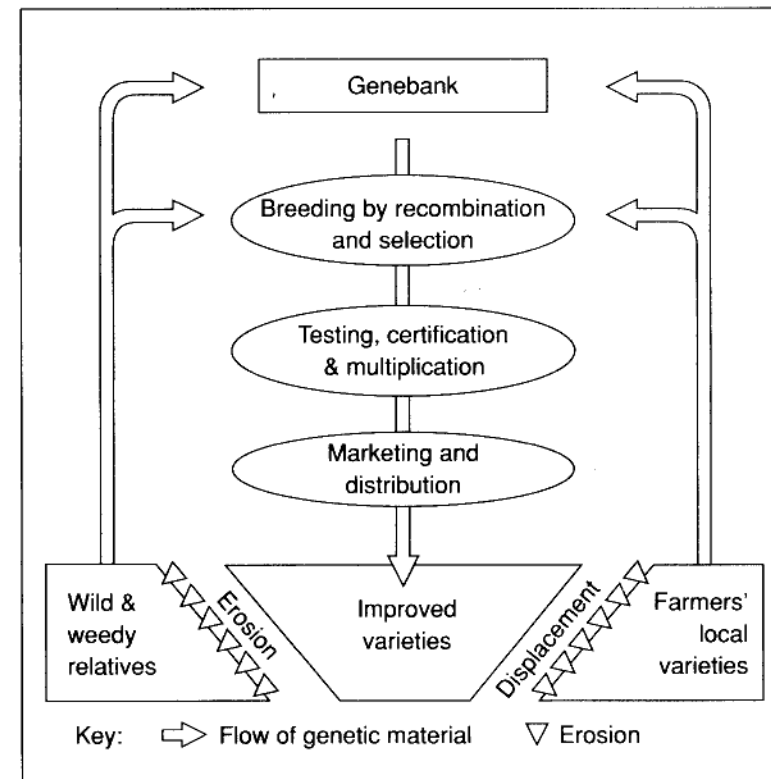 Genebank
Breeding by recombination
and selection
Testing, certification
& multiplication
Marketing and
distribution
Wild &
weedy
relatives
Erosion
Improved
varieties
Displacement
Farmers'
local
varieties
Key: Flow of genetic material Erosion